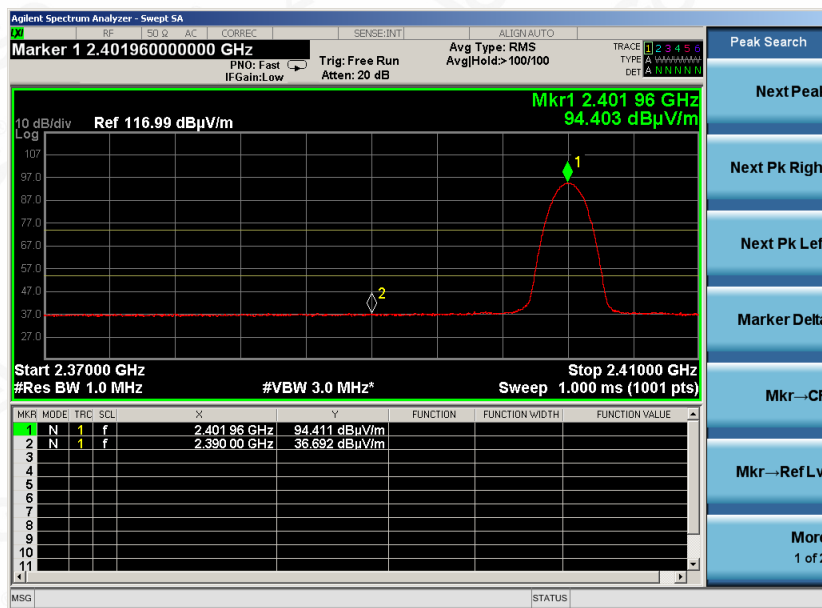 Agilent Spectrum Analyzer - Swept SA
LXI RF 50 Ω AC CORREC SENSE:INT ALIGN AUTO
Marker 1 2.401960000000 GHz
PNO: Fast
IFGain:Low
Trig: Free Run
Atten: 20 dB
Avg Type: RMS
Avg|Hold:>100/100
TRACE 1 2 3 4 5 6
TYPE A WWWWW
DET A N N N N N
Mkr1 2.401 96 GHz
94.403 dBµV/m
10 dB/div Ref 116.99 dBµV/m
Log
107
97.0
87.0
77.0
67.0
57.0
47.0
37.0
27.0
1
2
Start 2.37000 GHz Stop 2.41000 GHz
#Res BW 1.0 MHz #VBW 3.0 MHz* Sweep 1.000 ms (1001 pts)
MKR MODE TRC SCL X Y FUNCTION FUNCTION WIDTH FUNCTION VALUE
1 N 1 f 2.401 96 GHz 94.411 dBµV/m
2 N 1 f 2.390 00 GHz 36.692 dBµV/m
3
4
5
6
7
8
9
10
11
MSG STATUS
Peak Search
Next Peak
Next Pk Righ
Next Pk Lef
Marker Delta
Mkr→CF
Mkr→Ref Lv
More
1 of 2